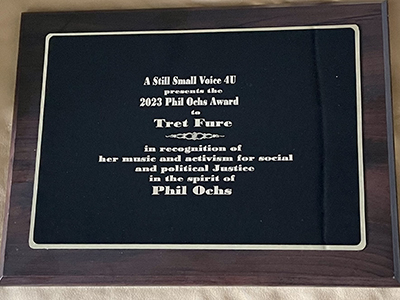 A Still Small Voice 4U
presents the
2023 Phil Ochs Award
to
Tret Fure
in recognition of
her music and activism for social
and political Justice
in the spirit of
Phil Ochs